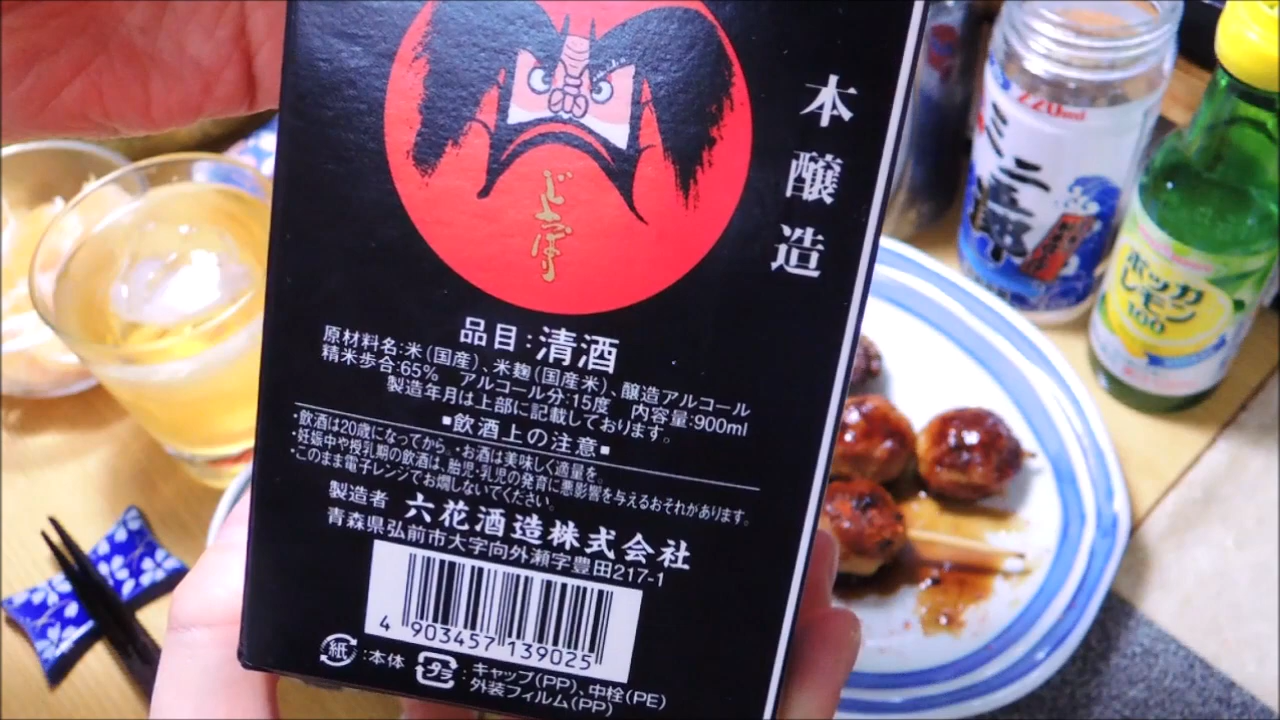 本醸造
じょっぱり
品目:清酒
原材料名:米(国産)、米麹(国産米)、醸造アルコール
精米歩合:65% アルコール分:15度 内容量:900ml
製造年月は上部に記載しております。
■飲酒上の注意■
・飲酒は20歳になってから。・お酒は美味しく適量を。
・妊娠中や授乳期の飲酒は、胎児・乳児の発育に悪影響を与えるおそれがあります。
・このまま電子レンジでお燗しないでください。
製造者 六花酒造株式会社
青森県弘前市大字向外瀬字豊田217-1
4 903457 139025
紙:本体 プラ:キャップ(PP)、中栓(PE)
外装フィルム(PP)
220ml
ミニ五郎
ポッカ
レモン
100